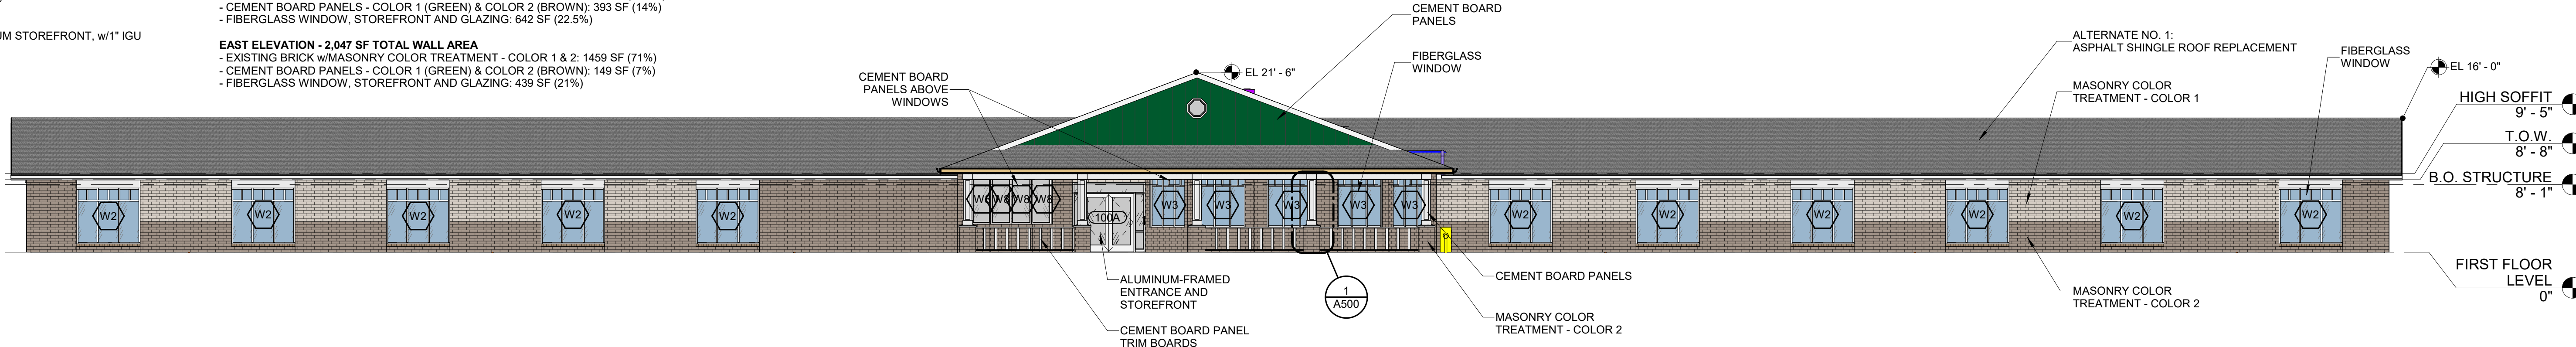 - CEMENT BOARD PANELS - COLOR 1 (GREEN) & COLOR 2 (BROWN): 393 SF (14%)
- FIBERGLASS WINDOW, STOREFRONT AND GLAZING: 642 SF (22.5%)
UM STOREFRONT, w/1" IGU
EAST ELEVATION - 2,047 SF TOTAL WALL AREA
- EXISTING BRICK w/MASONRY COLOR TREATMENT - COLOR 1 & 2: 1459 SF (71%)
- CEMENT BOARD PANELS - COLOR 1 (GREEN) & COLOR 2 (BROWN): 149 SF (7%)
- FIBERGLASS WINDOW, STOREFRONT AND GLAZING: 439 SF (21%)
CEMENT BOARD
PANELS ABOVE
WINDOWS
EL 21' - 6"
CEMENT BOARD
PANELS
FIBERGLASS
WINDOW
ALTERNATE NO. 1:
ASPHALT SHINGLE ROOF REPLACEMENT
MASONRY COLOR
TREATMENT - COLOR 1
FIBERGLASS
WINDOW
EL 16' - 0"
HIGH SOFFIT
9' - 5"
T.O.W.
8' - 8"
B.O. STRUCTURE
8' - 1"
W2
W2
W2
W2
W2
W8
W8
W8
100A
W3
W3
W3
W3
W3
W2
W2
W2
W2
W2
W2
ALUMINUM-FRAMED
ENTRANCE AND
STOREFRONT
CEMENT BOARD PANEL
TRIM BOARDS
1
A500
CEMENT BOARD PANELS
MASONRY COLOR
TREATMENT - COLOR 2
MASONRY COLOR
TREATMENT - COLOR 2
FIRST FLOOR
LEVEL
0"